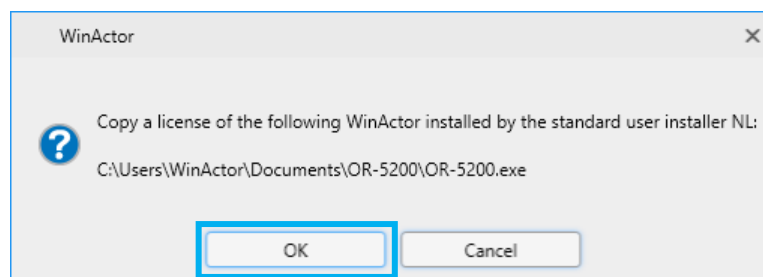 WinActor
Copy a license of the following WinActor installed by the standard user installer NL:
C:\Users\WinActor\Documents\OR-5200\OR-5200.exe
OK
Cancel